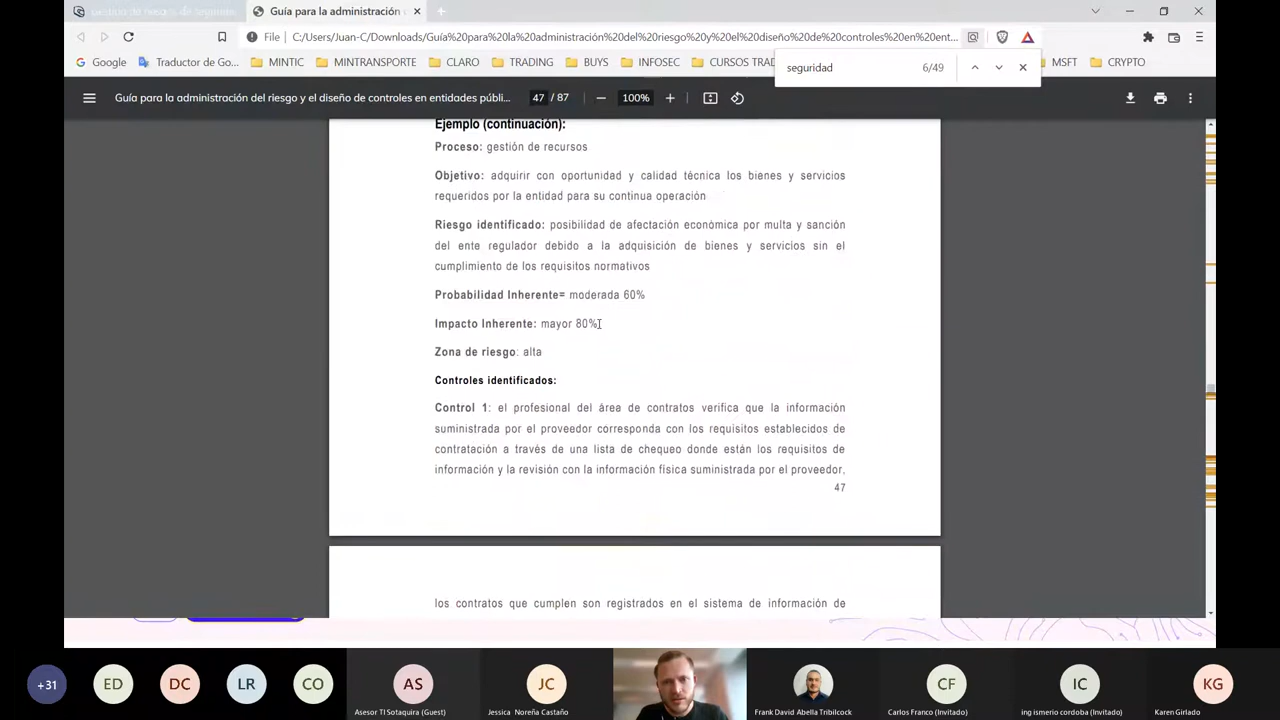 Gestión de riesgos de segurida
Guía para la administración
File
C:/Users/Juan-C/Downloads/Guía%20para%20la%20administración%20del%20riesgo%20y%20el%20diseño%20de%20controles%20en%20ent...
Google
Traductor de Go...
MINTIC
MINTRANSPORTE
CLARO
TRADING
BUYS
INFOSEC
CURSOS TRAD
MSFT
CRYPTO
seguridad
6/49
Guía para la administración del riesgo y el diseño de controles en entidades públi...
47 / 87
100%
Ejemplo (continuación):
Proceso: gestión de recursos
Objetivo: adquirir con oportunidad y calidad técnica los bienes y servicios
requeridos por la entidad para su continua operación
Riesgo identificado: posibilidad de afectación económica por multa y sanción
del ente regulador debido a la adquisición de bienes y servicios sin el
cumplimiento de los requisitos normativos
Probabilidad Inherente= moderada 60%
Impacto Inherente: mayor 80%
Zona de riesgo: alta
Controles identificados:
Control 1: el profesional del área de contratos verifica que la información
suministrada por el proveedor corresponda con los requisitos establecidos de
contratación a través de una lista de chequeo donde están los requisitos de
información y la revisión con la información física suministrada por el proveedor,
47
los contratos que cumplen son registrados en el sistema de información de
+31
ED
DC
LR
CO
AS
JC
CF
IC
KG
Asesor TI Sotaquira (Guest)
Jessica Noreña Castaño
Frank David Abella Tribilcock
Carlos Franco (Invitado)
ing ismerio cordoba (Invitado)
Karen Girlado